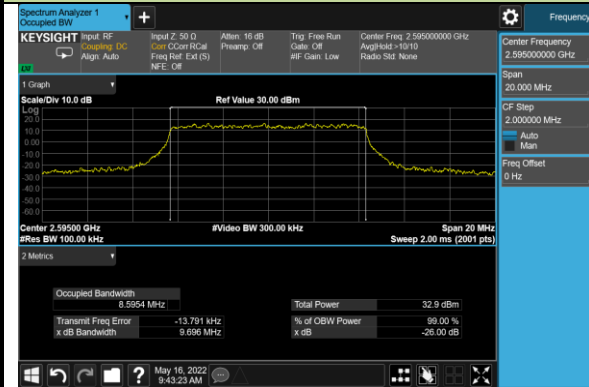 Spectrum Analyzer 1
Occupied BW
+
Frequency
KEYSIGHT
Input: RF
Coupling: DC
Align: Auto
Input Z: 50 Ω
Corr CCorr RCal
Freq Ref: Ext (S)
NFE: Off
Atten: 16 dB
Preamp: Off
Trig: Free Run
Gate: Off
#IF Gain: Low
Center Freq: 2.595000000 GHz
Avg|Hold:>10/10
Radio Std: None
Center Frequency
2.595000000 GHz
Span
20.000 MHz
CF Step
2.000000 MHz
Auto
Man
Freq Offset
0 Hz
1 Graph
Scale/Div 10.0 dB
Ref Value 30.00 dBm
Log
20.0
10.0
0.00
-10.0
-20.0
-30.0
-40.0
-50.0
-60.0
Center 2.59500 GHz
#Video BW 300.00 kHz
Span 20 MHz
#Res BW 100.00 kHz
Sweep 2.00 ms (2001 pts)
2 Metrics
Occupied Bandwidth
8.5954 MHz
Total Power 32.9 dBm
Transmit Freq Error -13.791 kHz
% of OBW Power 99.00 %
x dB Bandwidth 9.696 MHz
x dB -26.00 dB
?
May 16, 2022
9:43:23 AM